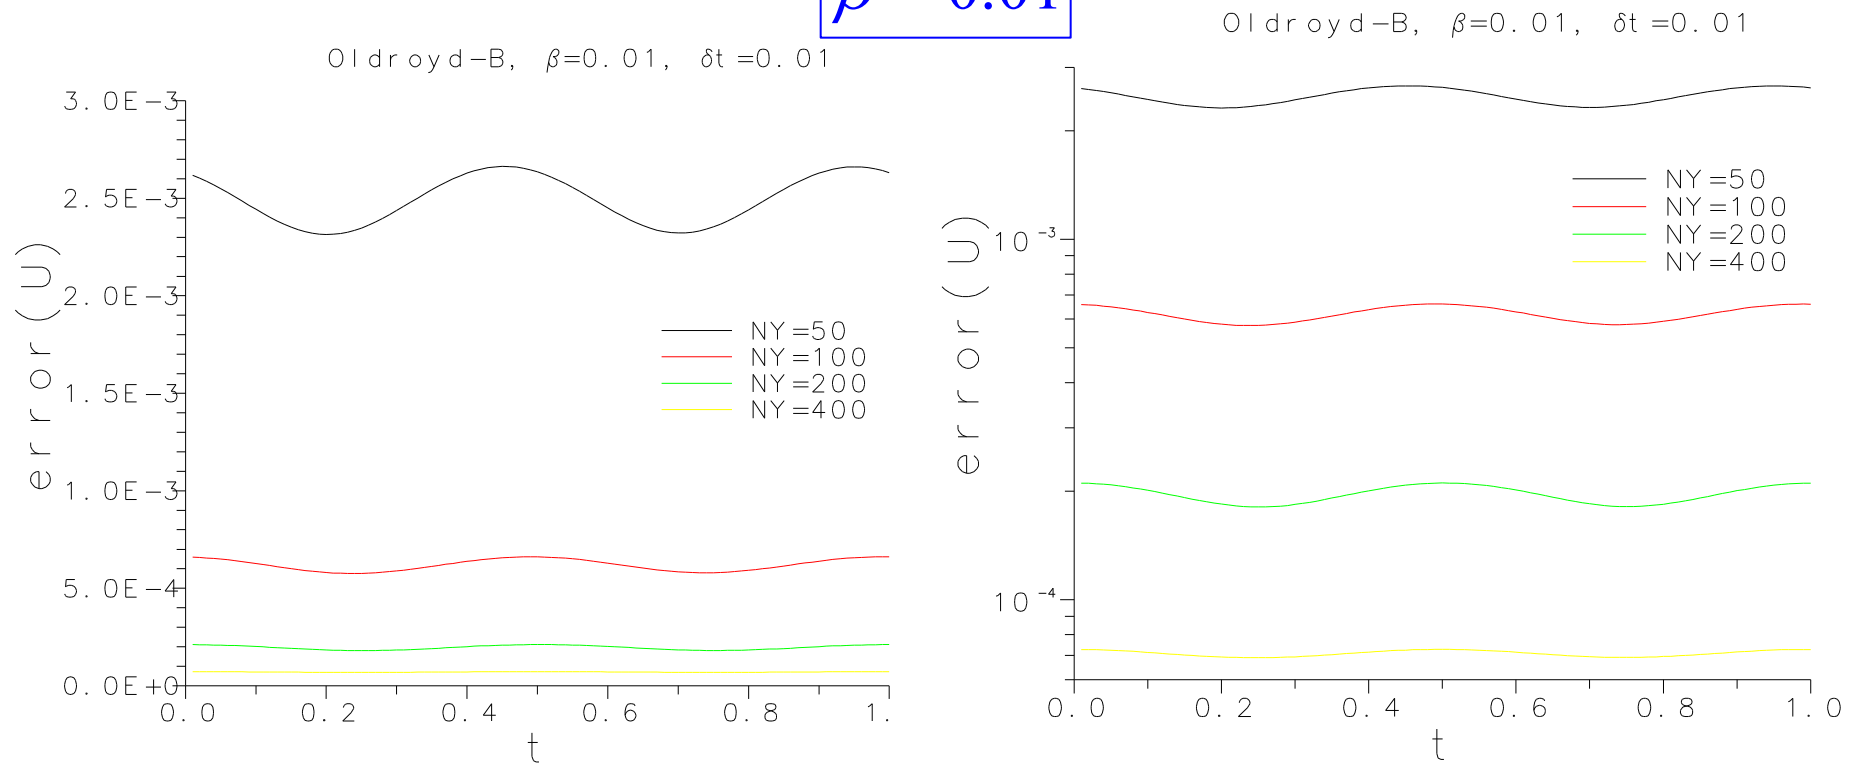 β = 0.01
Oldroyd-B, β=0.01, δt=0.01
error(U)
3.0E-3
2.5E-3
2.0E-3
1.5E-3
1.0E-3
5.0E-4
0.0E+0
NY=50
NY=100
NY=200
NY=400
0.0 0.2 0.4 0.6 0.8 1.
t
Oldroyd-B, β=0.01, δt=0.01
error(U)
10⁻³
10⁻⁴
NY=50
NY=100
NY=200
NY=400
0.0 0.2 0.4 0.6 0.8 1.0
t